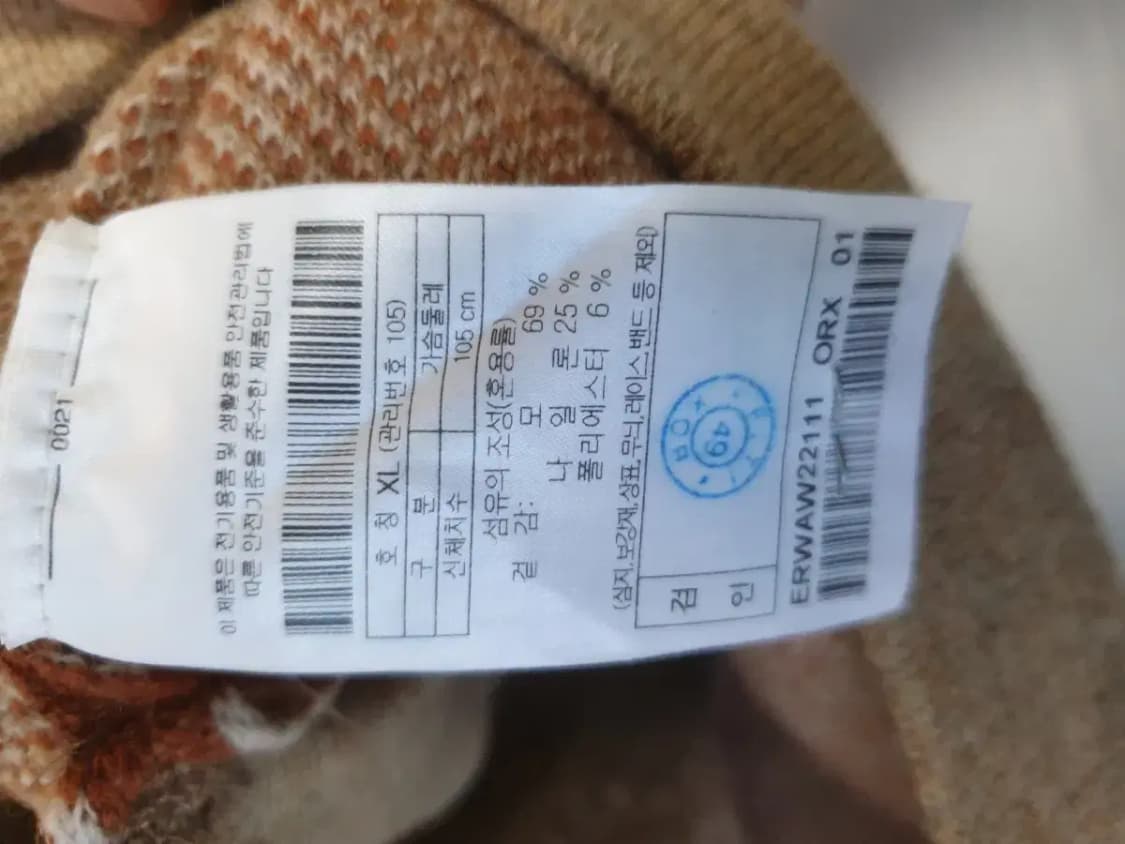 0021
이 제품은 전기용품 및 생활용품 안전관리법에
따른 안전기준을 준수한 제품입니다
호 칭 XL (관리번호 105)
구 분 가슴둘레
신체치수 105 cm
섬유의 조성(혼용률)
겉 감: 모 69 %
나 일 론 25 %
폴리에스터 6 %
(심지,보강재,상표,무늬,레이스밴드 등 제외)
검
인
49
ERWAW22111 ORX 01